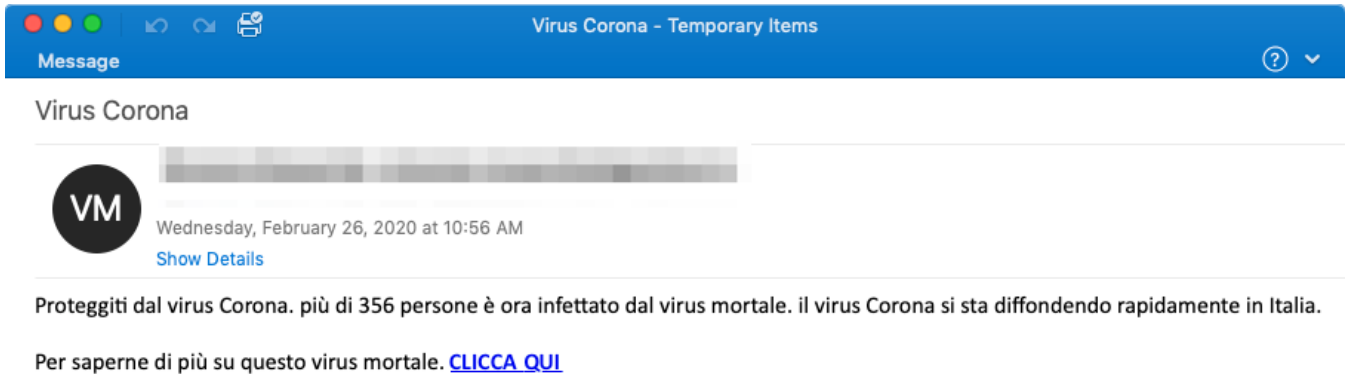 Virus Corona - Temporary Items
Message
Virus Corona
VM
Wednesday, February 26, 2020 at 10:56 AM
Show Details
Proteggiti dal virus Corona. più di 356 persone è ora infettato dal virus mortale. il virus Corona si sta diffondendo rapidamente in Italia.
Per saperne di più su questo virus mortale. CLICCA QUI